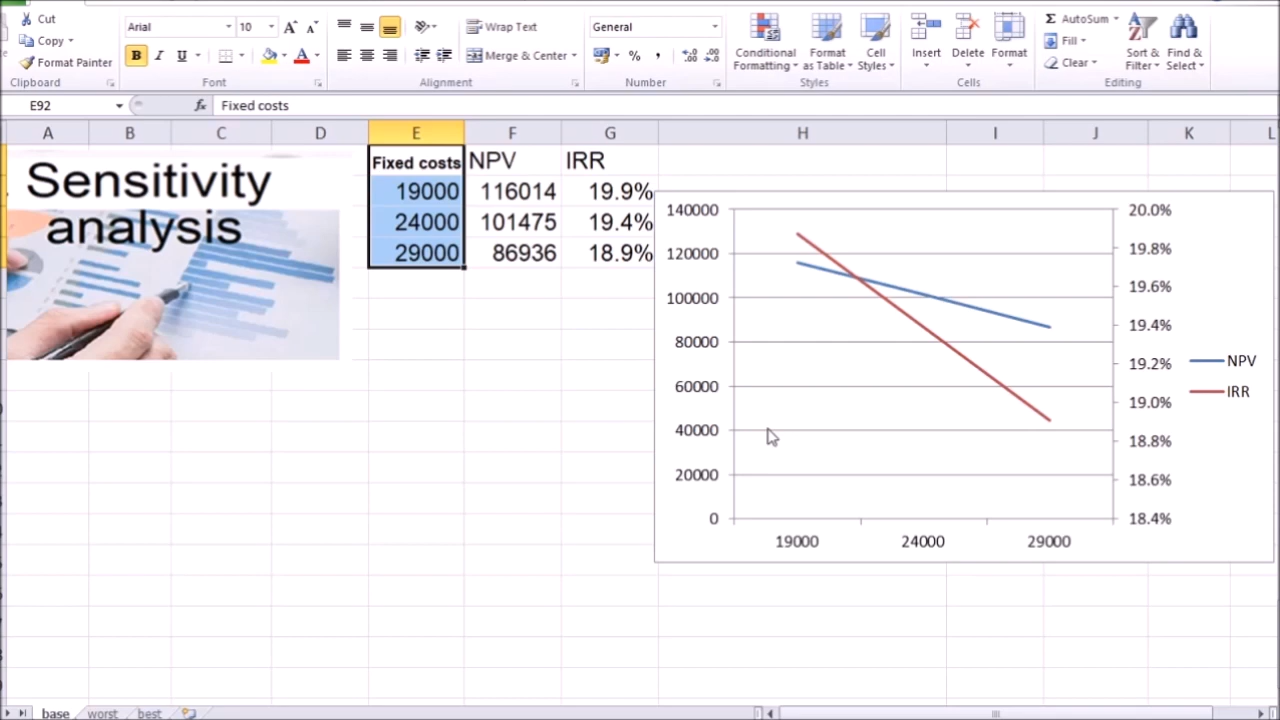 Cut
Copy
Format Painter
Clipboard
Arial
10
B I U
Font
Wrap Text
Merge & Center
Alignment
General
%
Number
Conditional
Formatting
Format
as Table
Cell
Styles
Styles
Insert
Delete
Format
Cells
Σ AutoSum
Fill
Clear
Sort &
Filter
Find &
Select
Editing
E92
fx
Fixed costs
A B C D E F G H I J K L
Sensitivity
analysis
Fixed costs NPV IRR
19000 116014 19.9%
24000 101475 19.4%
29000 86936 18.9%
140000 20.0%
120000 19.8%
100000 19.6%
80000 19.4%
60000 19.2%
40000 19.0%
20000 18.8%
0 18.6%
18.4%
NPV
IRR
19000 24000 29000
base worst best